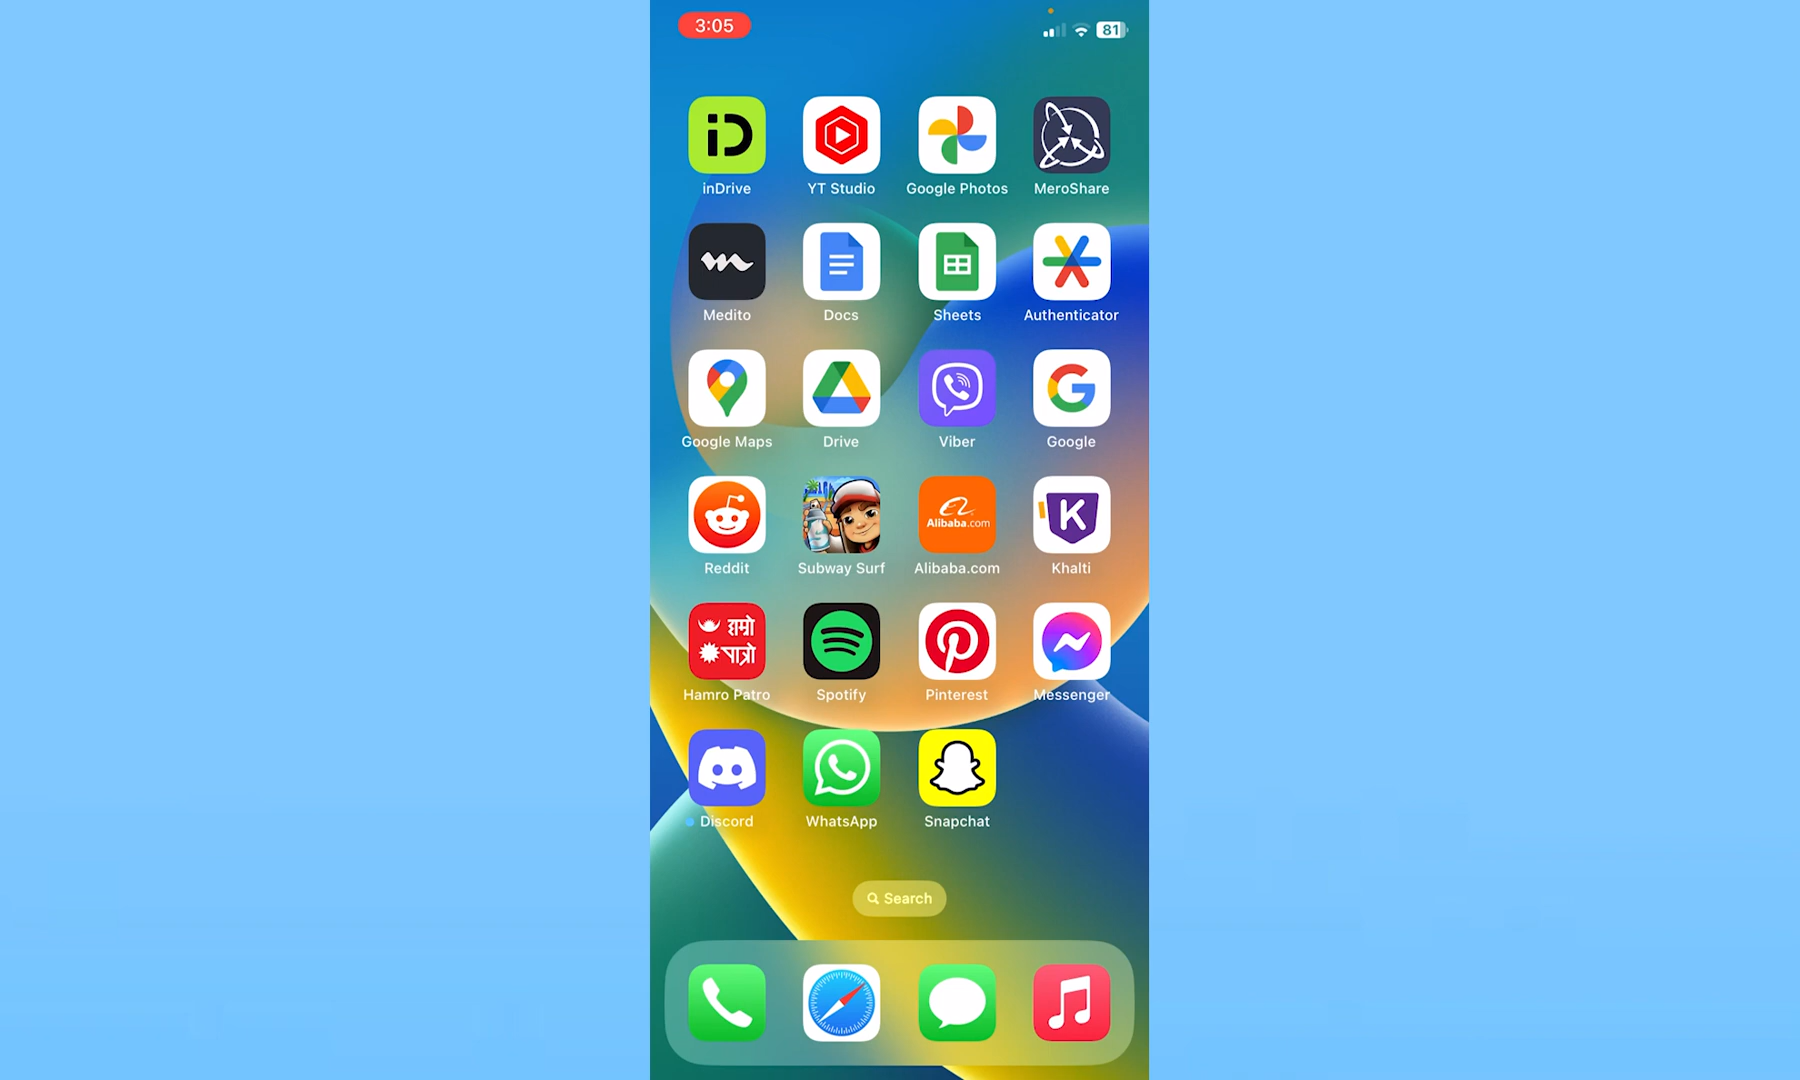 3:05
81
iD
inDrive
YT Studio
Google Photos
MeroShare
Medito
Docs
Sheets
Authenticator
Google Maps
Drive
Viber
Google
Alibaba.com
K
Reddit
Subway Surf
Alibaba.com
Khalti
हाम्रो
पात्रो
Hamro Patro
Spotify
Pinterest
Messenger
Discord
WhatsApp
Snapchat
Search